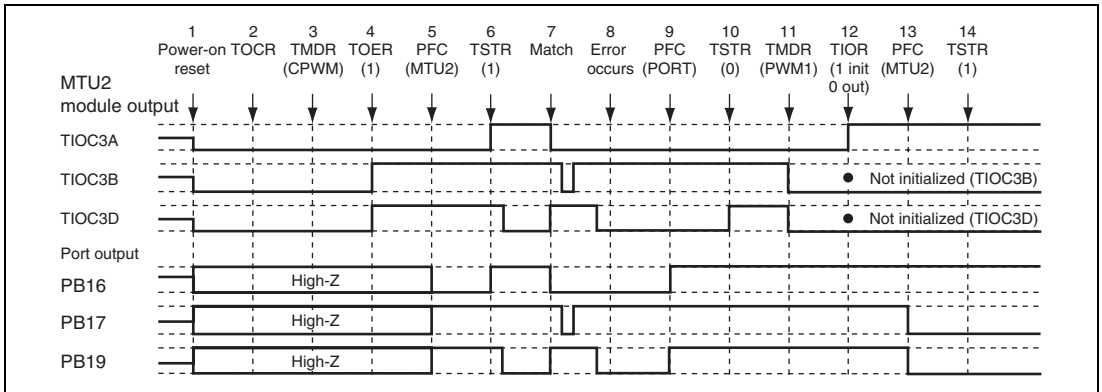 1 2 3 4 5 6 7 8 9 10 11 12 13 14
Power-on TOCR TMDR TOER PFC TSTR Match Error PFC TSTR TMDR TIOR PFC TSTR
reset (CPWM) (1) (MTU2) (1) occurs (PORT) (0) (PWM1) (1 init (MTU2) (1)
0 out)
MTU2
module output
TIOC3A
TIOC3B
● Not initialized (TIOC3B)
TIOC3D
● Not initialized (TIOC3D)
Port output
PB16
High-Z
PB17
High-Z
PB19
High-Z